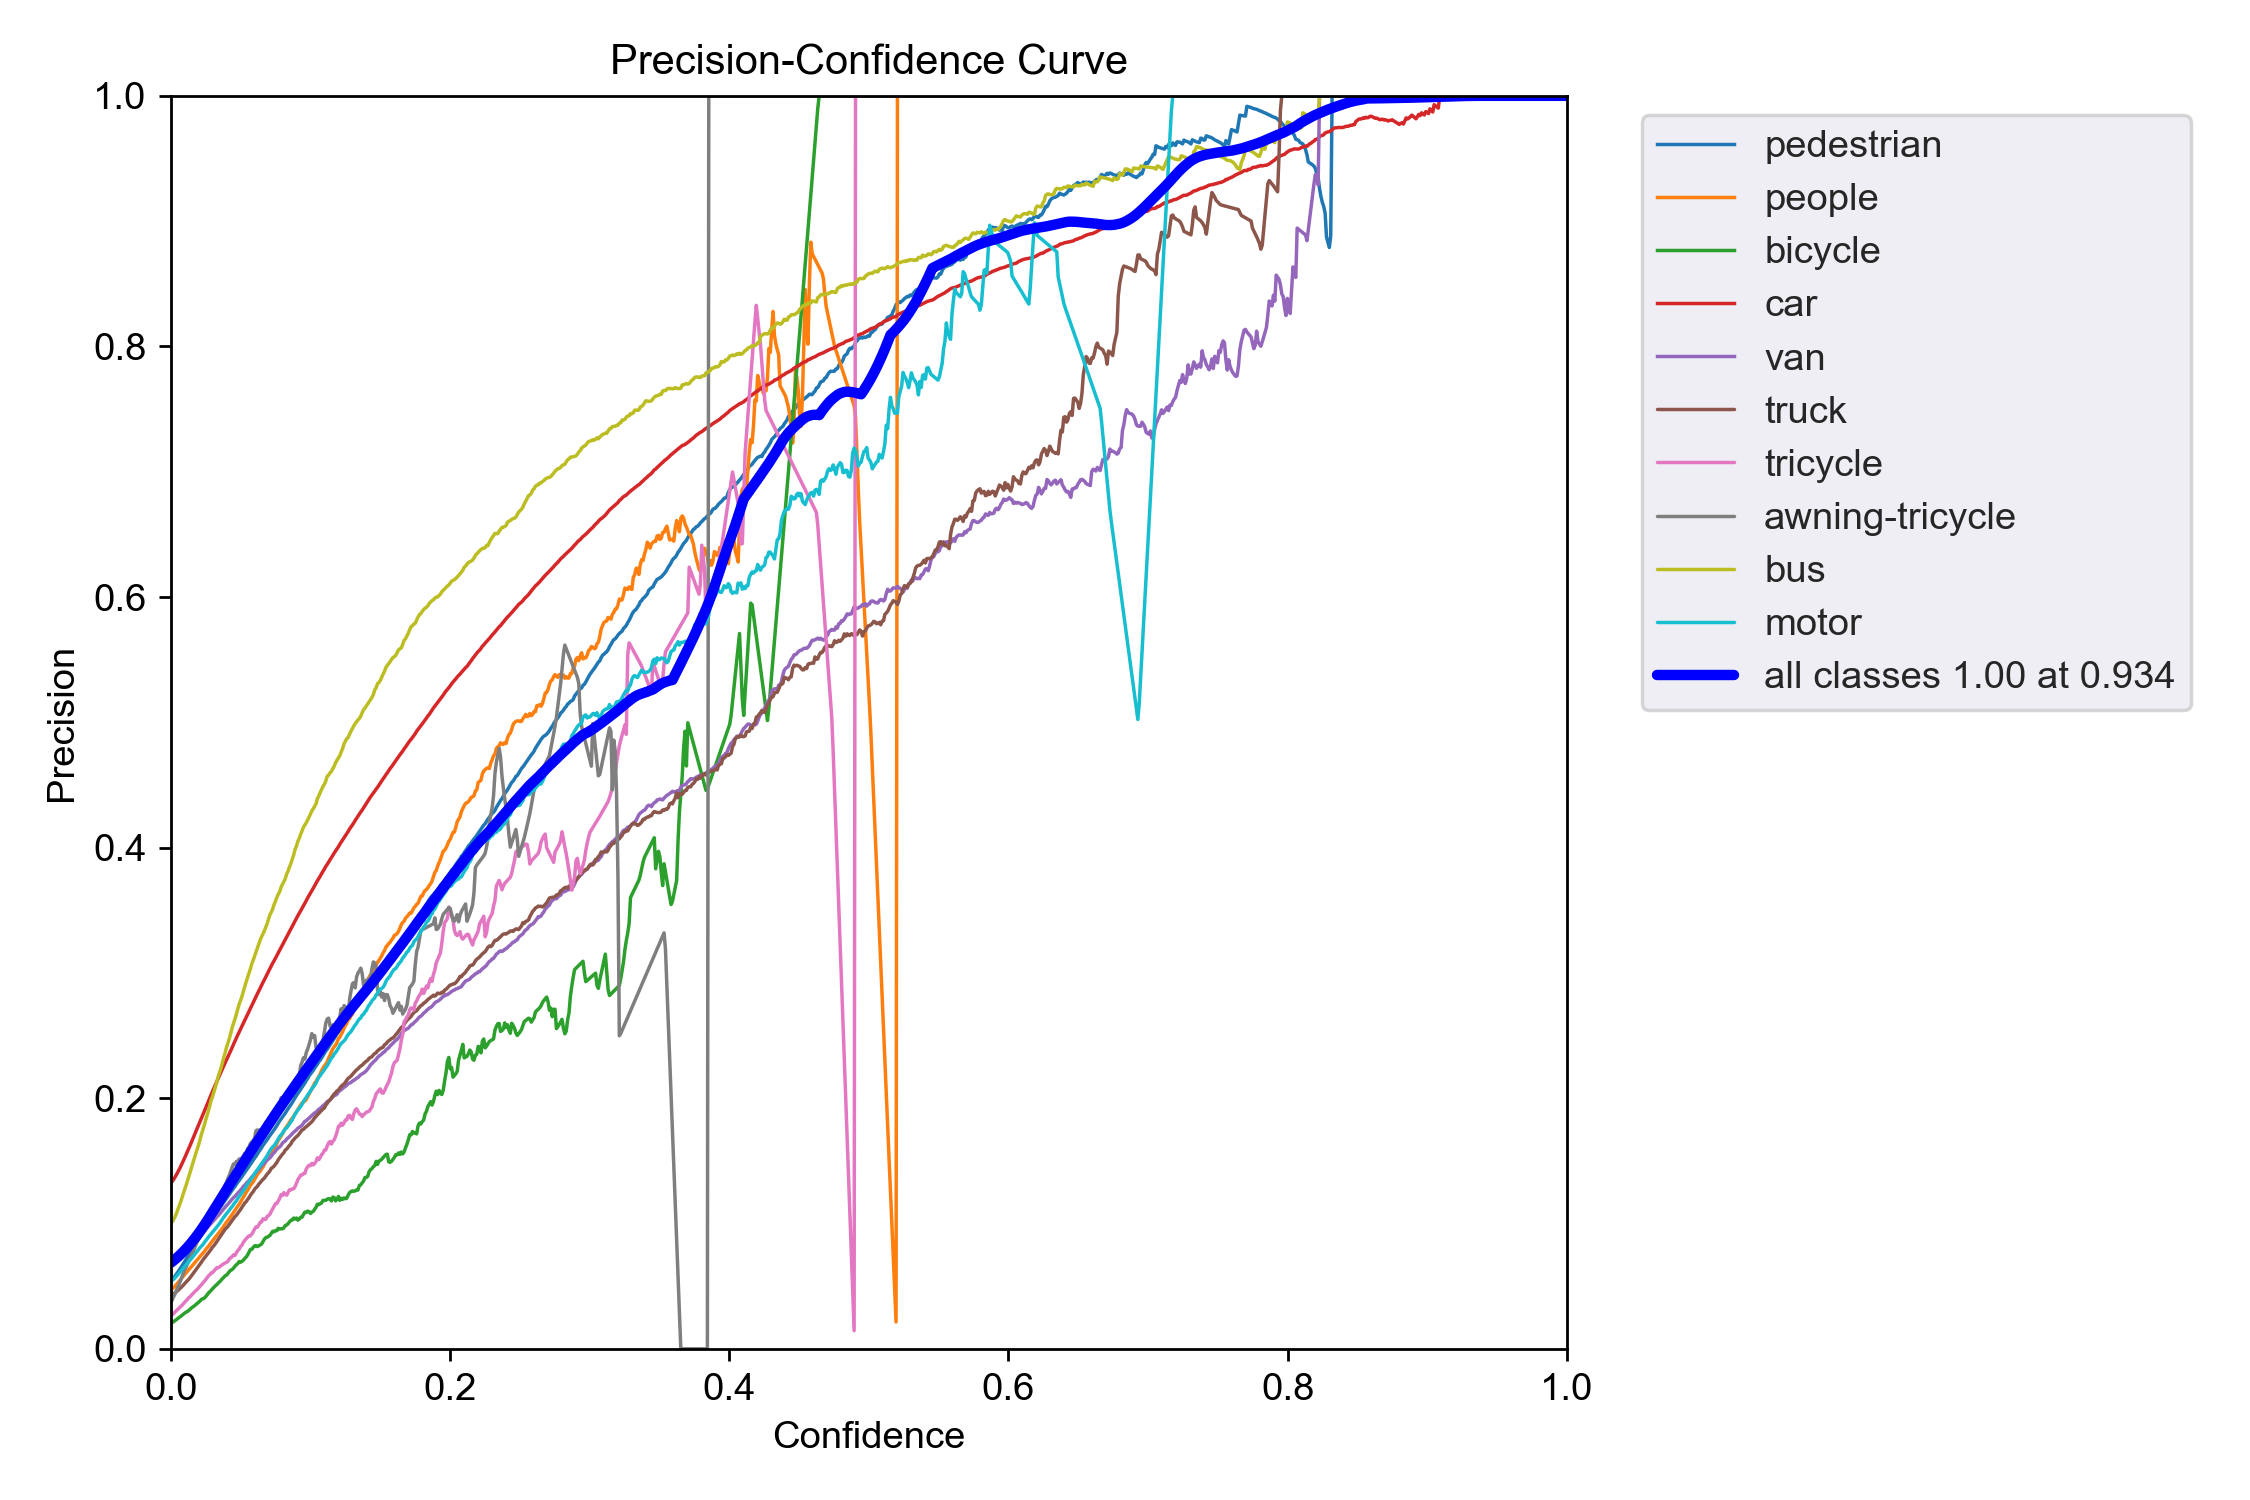 Precision-Confidence Curve
1.0
0.8
0.6
0.4
0.2
0.0
Precision
0.0 0.2 0.4 0.6 0.8 1.0
Confidence
pedestrian
people
bicycle
car
van
truck
tricycle
awning-tricycle
bus
motor
all classes 1.00 at 0.934